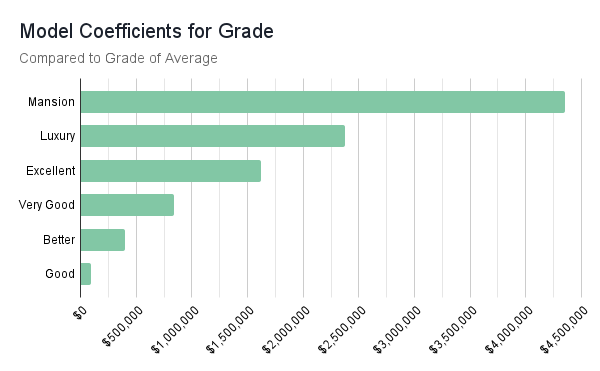 Model Coefficients for Grade
Compared to Grade of Average
Mansion
Luxury
Excellent
Very Good
Better
Good
$0
$500,000
$1,000,000
$1,500,000
$2,000,000
$2,500,000
$3,000,000
$3,500,000
$4,000,000
$4,500,000